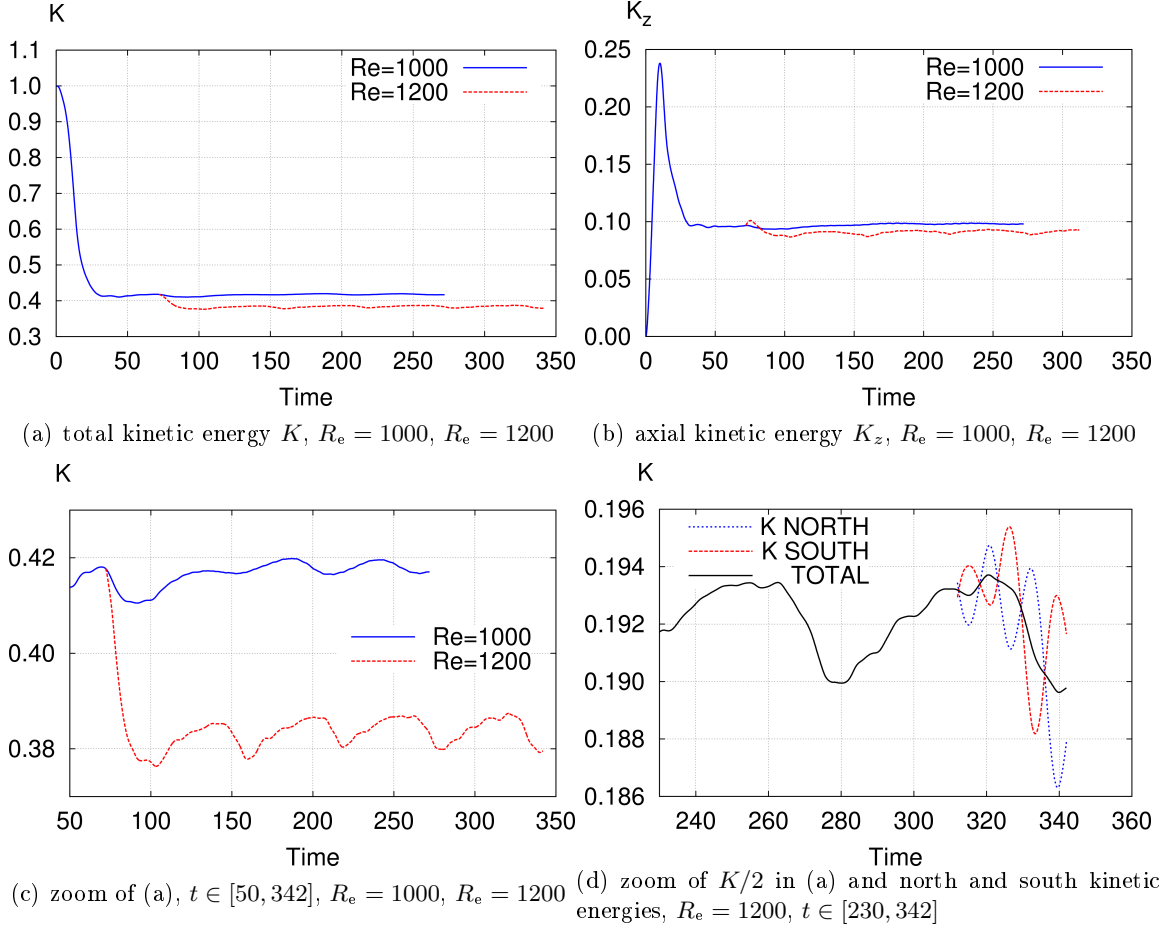 K
1.1
1.0
0.9
0.8
0.7
0.6
0.5
0.4
0.3
0 50 100 150 200 250 300 350
Time
Re=1000
Re=1200
(a) total kinetic energy K, Re = 1000, Re = 1200
Kz
0.25
0.20
0.15
0.10
0.05
0.00
0 50 100 150 200 250 300 350
Time
Re=1000
Re=1200
(b) axial kinetic energy Kz, Re = 1000, Re = 1200
K
0.42
0.40
0.38
50 100 150 200 250 300 350
Time
Re=1000
Re=1200
(c) zoom of (a), t ∈ [50, 342], Re = 1000, Re = 1200
K
0.196
0.194
0.192
0.190
0.188
0.186
240 260 280 300 320 340 360
Time
K NORTH
K SOUTH
TOTAL
(d) zoom of K/2 in (a) and north and south kinetic
energies, Re = 1200, t ∈ [230, 342]